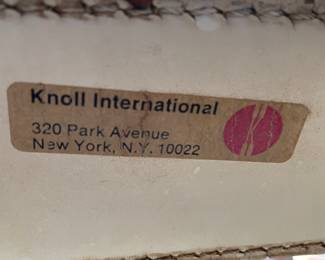 Knoll International
320 Park Avenue
New York, N.Y. 10022